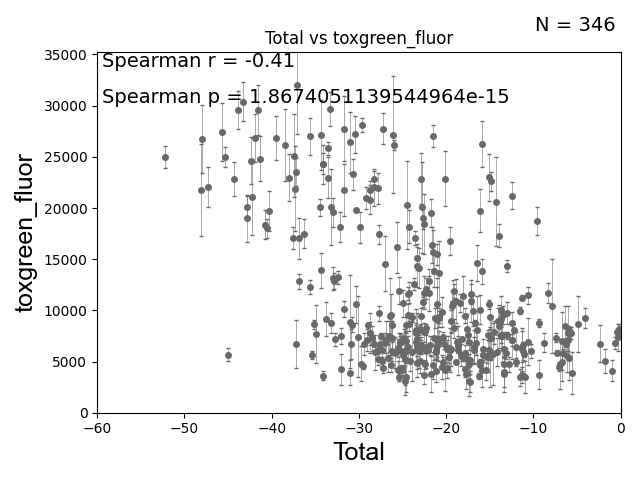 N = 346
Total vs toxgreen_fluor
Spearman r = -0.41
Spearman p = 1.8674051139544964e-15
35000
30000
25000
20000
15000
10000
5000
0
toxgreen_fluor
−60 −50 −40 −30 −20 −10 0
Total